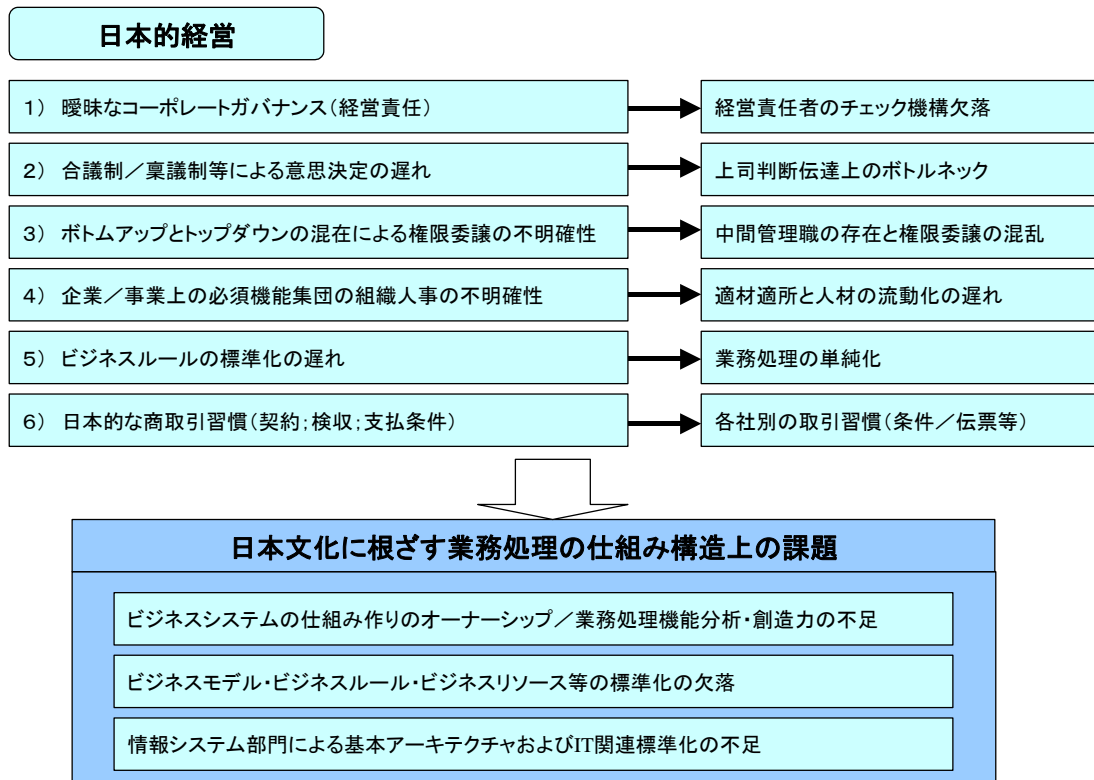 日本的経営
1） 曖昧なコーポレートガバナンス（経営責任）
経営責任者のチェック機構欠落
2） 合議制／稟議制等による意思決定の遅れ
上司判断伝達上のボトルネック
3） ボトムアップとトップダウンの混在による権限委譲の不明確性
中間管理職の存在と権限委譲の混乱
4） 企業／事業上の必須機能集団の組織人事の不明確性
適材適所と人材の流動化の遅れ
5） ビジネスルールの標準化の遅れ
業務処理の単純化
6） 日本的な商取引習慣（契約；検収；支払条件）
各社別の取引習慣（条件／伝票等）
日本文化に根ざす業務処理の仕組み構造上の課題
ビジネスシステムの仕組み作りのオーナーシップ／業務処理機能分析・創造力の不足
ビジネスモデル・ビジネスルール・ビジネスリソース等の標準化の欠落
情報システム部門による基本アーキテクチャおよびIT関連標準化の不足